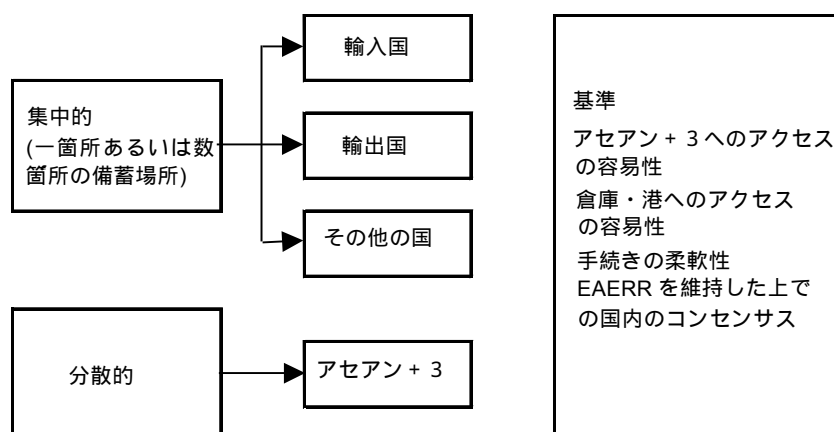 集中的
(一箇所あるいは数
箇所の備蓄場所)
輸入国
輸出国
その他の国
分散的
アセアン + 3
基準
アセアン + 3 へのアクセス
の容易性
倉庫・港へのアクセス
の容易性
手続きの柔軟性
EAERR を維持した上で
の国内のコンセンサス